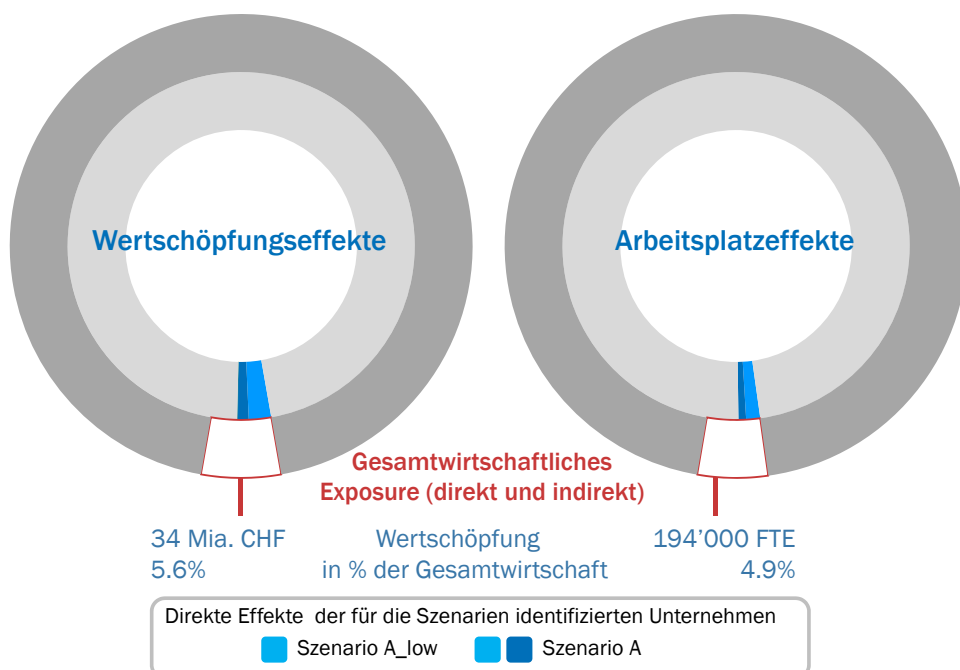 Wertschöpfungseffekte
Arbeitsplatzeffekte
Gesamtwirtschaftliches
Exposure (direkt und indirekt)
34 Mia. CHF Wertschöpfung 194’000 FTE
5.6% in % der Gesamtwirtschaft 4.9%
Direkte Effekte der für die Szenarien identifizierten Unternehmen
Szenario A_low Szenario A